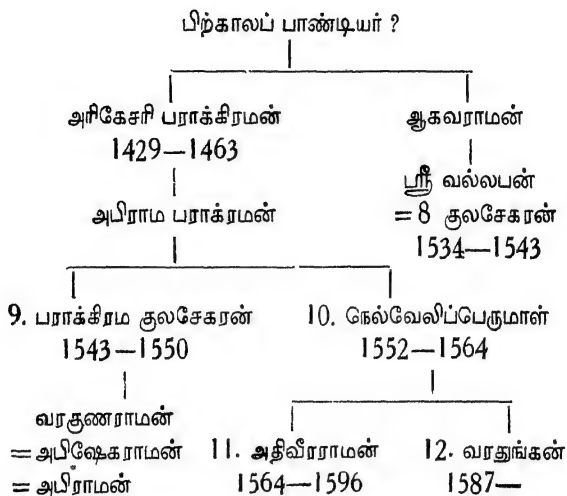 பிற்காலப் பாண்டியர் ?
அரிகேசரி பராக்கிரமன் ஆகவராமன்
1429—1463
ஸ்ரீ வல்லபன்
அபிராம பராக்ரமன் = 8 குலசேகரன்
1534—1543
9. பராக்கிரம குலசேகரன் 10. நெல்வேலிப்பெருமாள்
1543—1550 1552—1564
வரகுணராமன்
=அபிஷேகராமன் 11. அதிவீரராமன் 12. வரதுங்கன்
=அபிராமன் 1564—1596 1587—